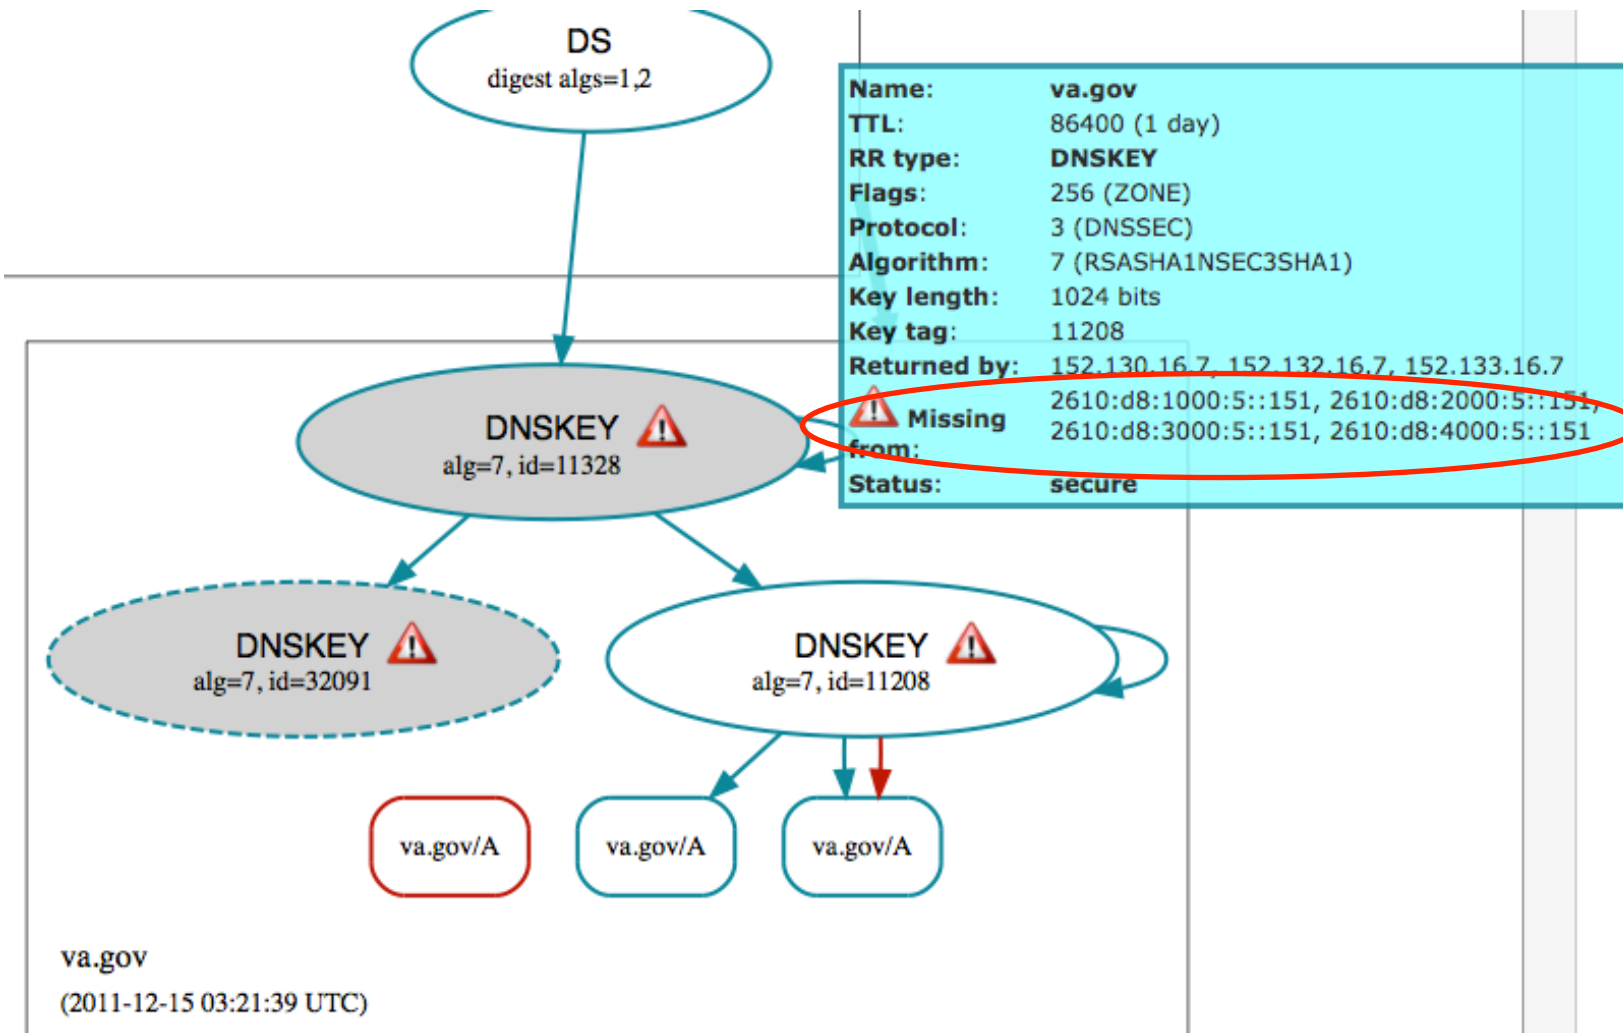 DS
digest algs=1,2
Name: va.gov
TTL: 86400 (1 day)
RR type: DNSKEY
Flags: 256 (ZONE)
Protocol: 3 (DNSSEC)
Algorithm: 7 (RSASHA1NSEC3SHA1)
Key length: 1024 bits
Key tag: 11208
Returned by: 152.130.16.7, 152.132.16.7, 152.133.16.7
Missing from: 2610:d8:1000:5::151, 2610:d8:2000:5::151,
2610:d8:3000:5::151, 2610:d8:4000:5::151
Status: secure
DNSKEY
alg=7, id=11328
DNSKEY
alg=7, id=32091
DNSKEY
alg=7, id=11208
va.gov/A
va.gov/A
va.gov/A
va.gov
(2011-12-15 03:21:39 UTC)